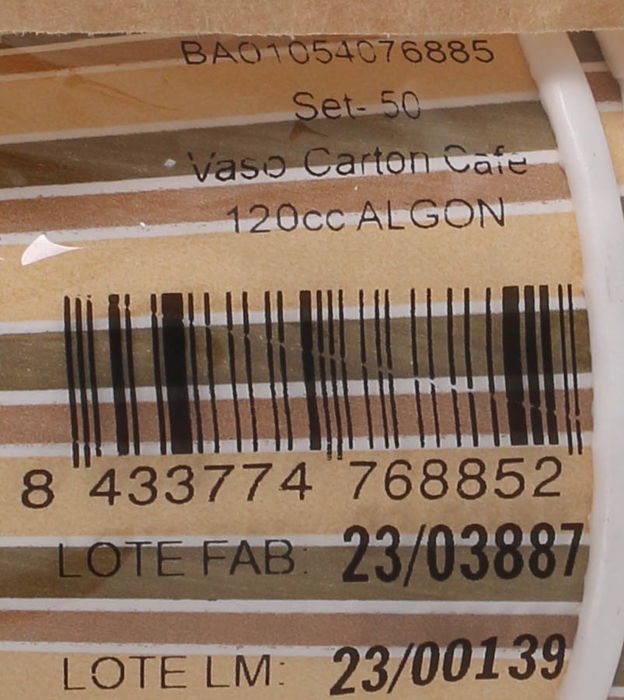 BA01054076885
Set- 50
Vaso Carton Cafe
120cc ALGON
8 433774 768852
LOTE FAB: 23/03887
LOTE LM: 23/00139